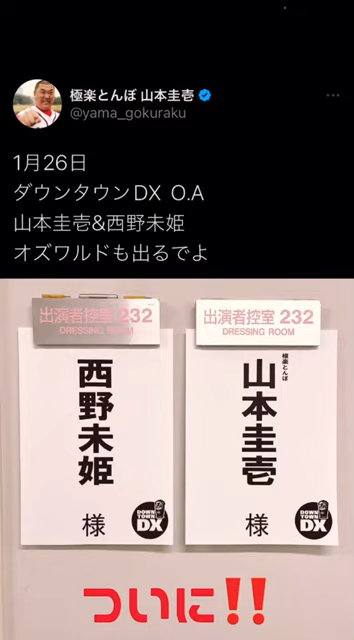 極楽とんぼ 山本圭壱
@yama_gokuraku
1月26日
ダウンタウンDX O.A
山本圭壱&西野未姫
オズワルドも出るでよ
出演者控室 232
DRESSING ROOM
西野未姫
様
DOWN
TOWN
DX
出演者控室 232
DRESSING ROOM
極楽とんぼ
山本圭壱
様
DOWN
TOWN
DX
ついに!!